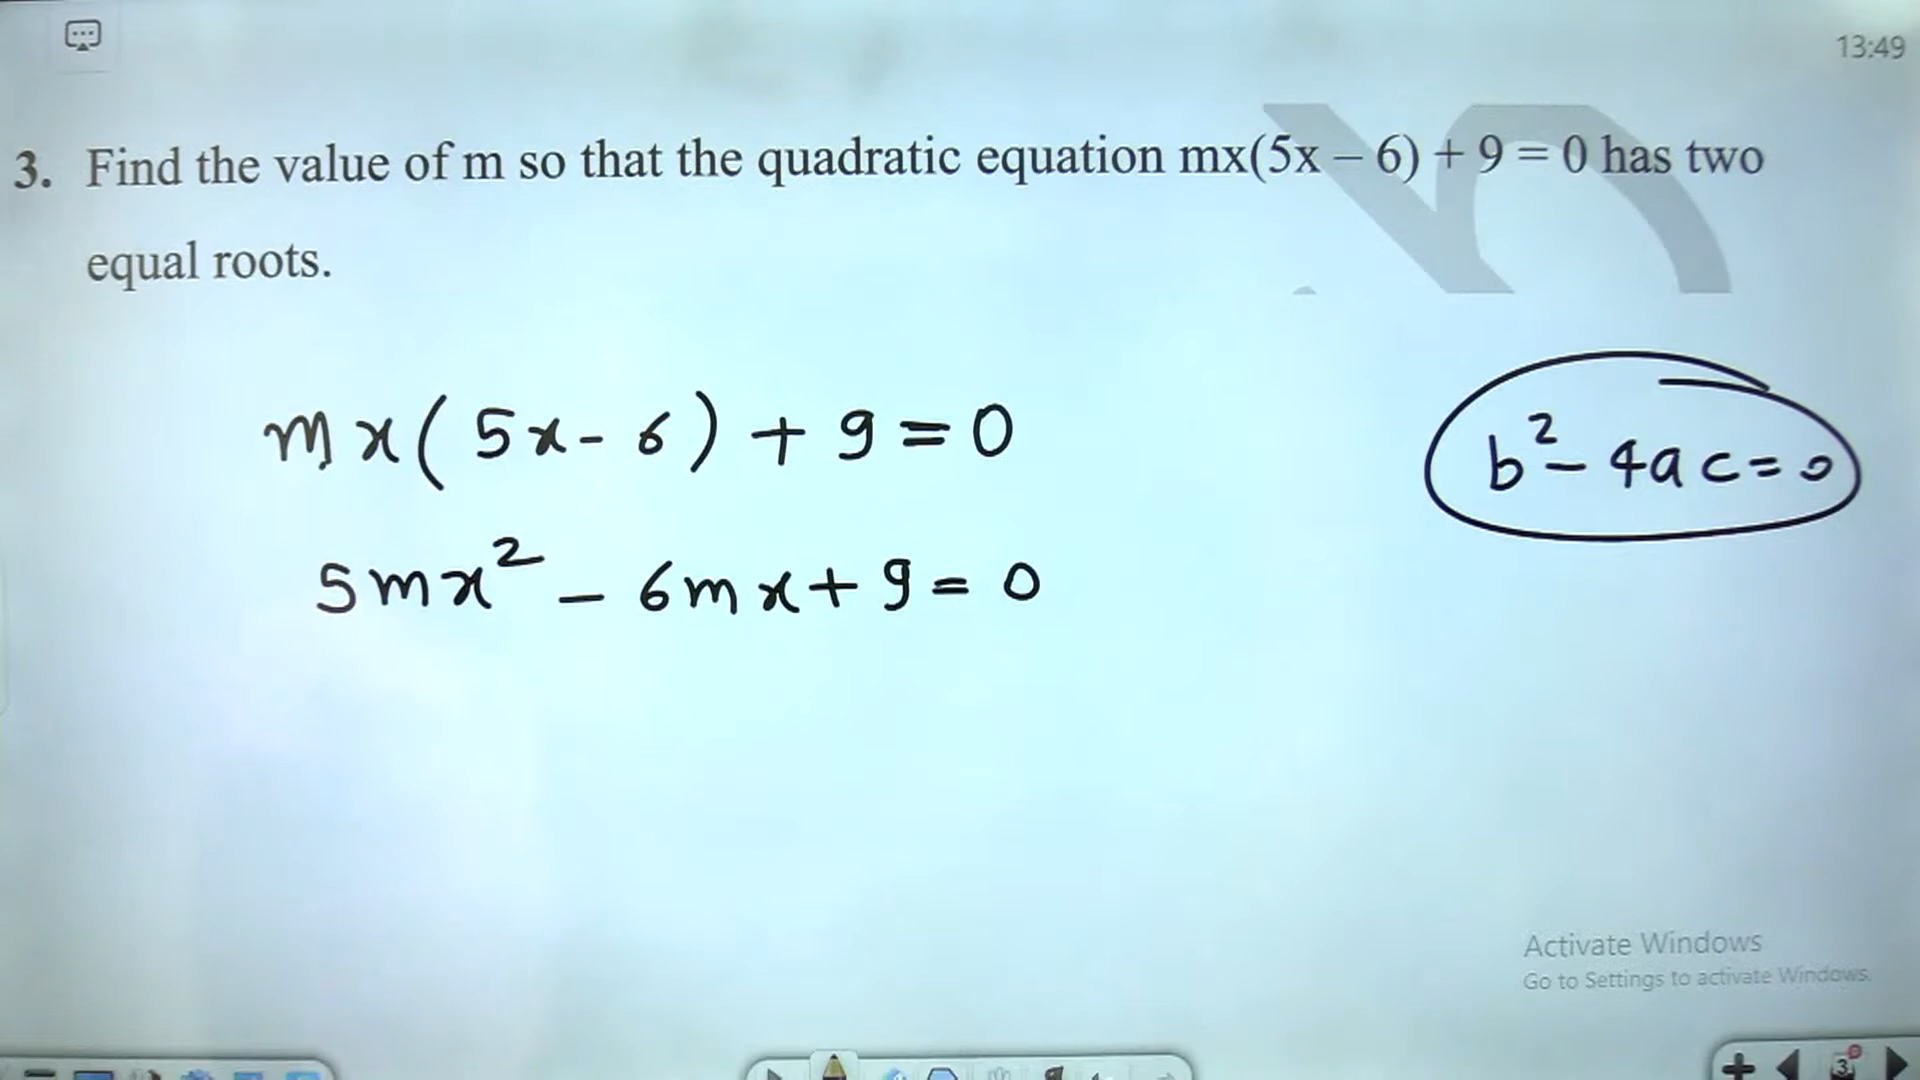 13:49
3. Find the value of m so that the quadratic equation mx(5x – 6) + 9 = 0 has two
equal roots.
mx(5x - 6) + 9 = 0
b² - 4ac = 0
5mx² - 6mx + 9 = 0
Activate Windows
Go to Settings to activate Windows.
3